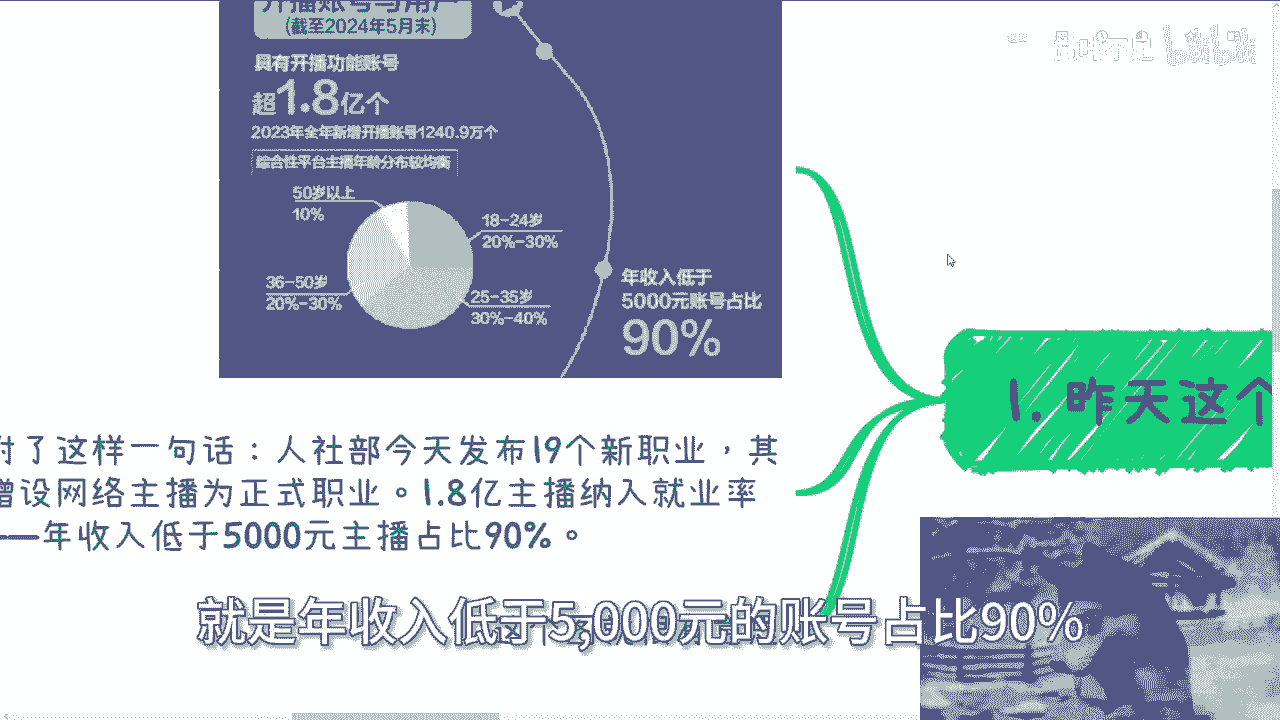 开播账号与用户
(截至2024年5月末)
具有开播功能账号
超1.8亿个
2023年全年新增开播账号1240.9万个
综合性平台主播年龄分布较均衡
50岁以上
10%
18-24岁
20%-30%
36-50岁
20%-30%
25-35岁
30%-40%
年收入低于
5000元账号占比
90%
1. 昨天这个
附了这样一句话：人社部今天发布19个新职业，其
增设网络主播为正式职业。1.8亿主播纳入就业率
——年收入低于5000元主播占比90%。
就是年收入低于5,000元的账号占比90%
bilibili